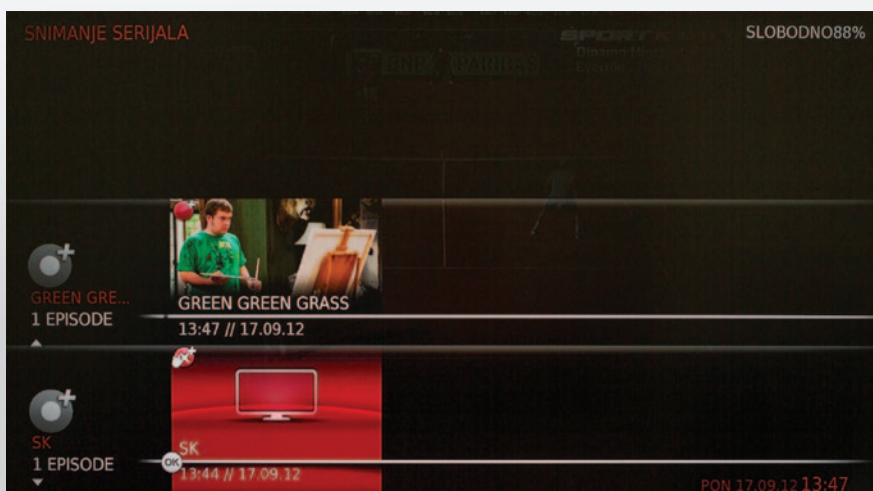 SNIMANJE SERIJALA
SLOBODNO88%
BNP PARIBAS
GREEN GRE...
1 EPISODE
GREEN GREEN GRASS
13:47 // 17.09.12
SK
1 EPISODE
OK
SK
13:44 // 17.09.12
PON 17.09.12 13:47